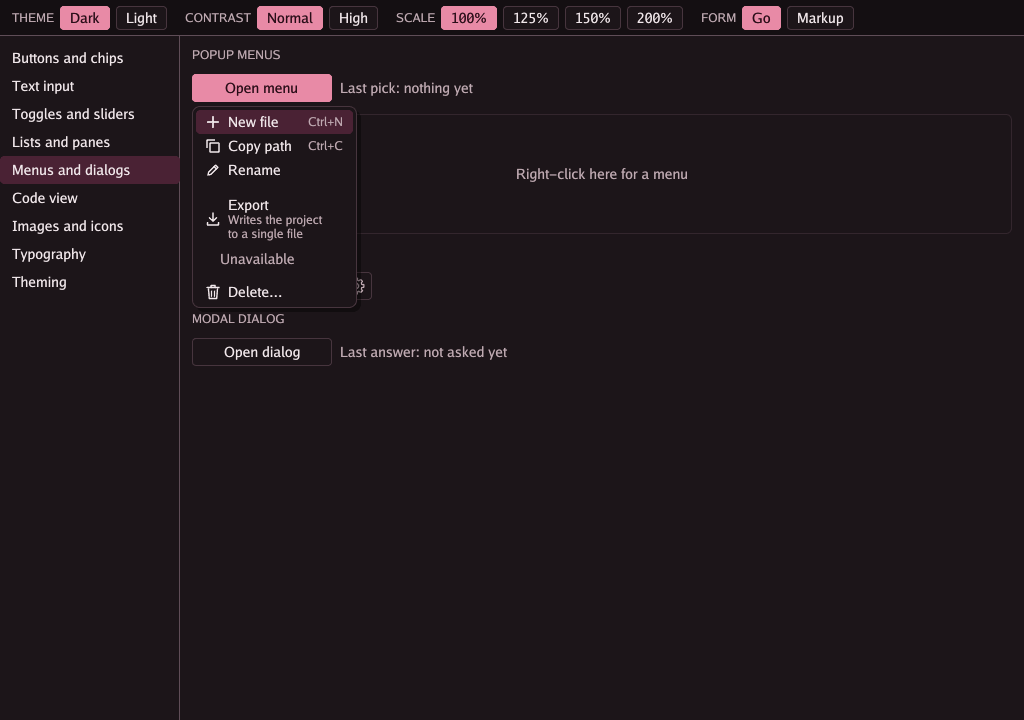 THEME Dark Light CONTRAST Normal High SCALE 100% 125% 150% 200% FORM Go Markup
Buttons and chips
Text input
Toggles and sliders
Lists and panes
Menus and dialogs
Code view
Images and icons
Typography
Theming
POPUP MENUS
Open menu Last pick: nothing yet
New file Ctrl+N
Copy path Ctrl+C
Rename
Export
Writes the project
to a single file
Unavailable
Delete...
Right-click here for a menu
MODAL DIALOG
Open dialog Last answer: not asked yet